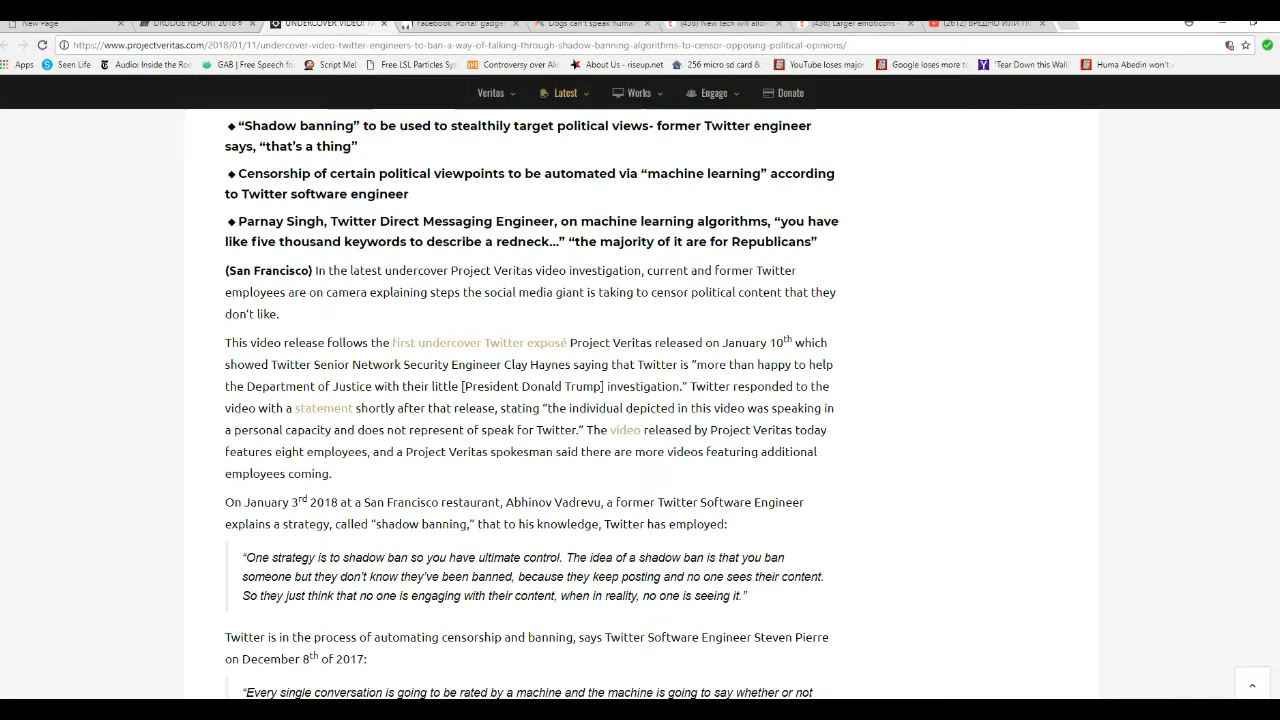 New Page DRUDGE REPORT 2018® UNDERCOVER VIDEO: Tw Facebook 'Portal' gadget Dogs can't speak human (436) New tech will allow (436) Larger emoticons - (2612) ВРЕДНО ИЛИ П
https://www.projectveritas.com/2018/01/11/undercover-video-twitter-engineers-to-ban-a-way-of-talking-through-shadow-banning-algorithms-to-censor-opposing-political-opinions/
Apps Seen Life Audio: Inside the Roo GAB | Free Speech fo Script Me! Free LSL Particles Sys Controversy over Ali About Us - riseup.net 256 micro sd card & YouTube loses major Google loses more to 'Tear Down this Wall Huma Abedin won't c
Veritas Latest Works Engage Donate
◆ “Shadow banning” to be used to stealthily target political views- former Twitter engineer
says, “that’s a thing”
◆ Censorship of certain political viewpoints to be automated via “machine learning” according
to Twitter software engineer
◆ Parnay Singh, Twitter Direct Messaging Engineer, on machine learning algorithms, “you have
like five thousand keywords to describe a redneck…” “the majority of it are for Republicans”
(San Francisco) In the latest undercover Project Veritas video investigation, current and former Twitter
employees are on camera explaining steps the social media giant is taking to censor political content that they
don’t like.
This video release follows the first undercover Twitter exposé Project Veritas released on January 10th which
showed Twitter Senior Network Security Engineer Clay Haynes saying that Twitter is “more than happy to help
the Department of Justice with their little [President Donald Trump] investigation.” Twitter responded to the
video with a statement shortly after that release, stating “the individual depicted in this video was speaking in
a personal capacity and does not represent of speak for Twitter.” The video released by Project Veritas today
features eight employees, and a Project Veritas spokesman said there are more videos featuring additional
employees coming.
On January 3rd 2018 at a San Francisco restaurant, Abhinov Vadrevu, a former Twitter Software Engineer
explains a strategy, called “shadow banning,” that to his knowledge, Twitter has employed:
“One strategy is to shadow ban so you have ultimate control. The idea of a shadow ban is that you ban
someone but they don’t know they’ve been banned, because they keep posting and no one sees their content.
So they just think that no one is engaging with their content, when in reality, no one is seeing it.”
Twitter is in the process of automating censorship and banning, says Twitter Software Engineer Steven Pierre
on December 8th of 2017:
“Every single conversation is going to be rated by a machine and the machine is going to say whether or not